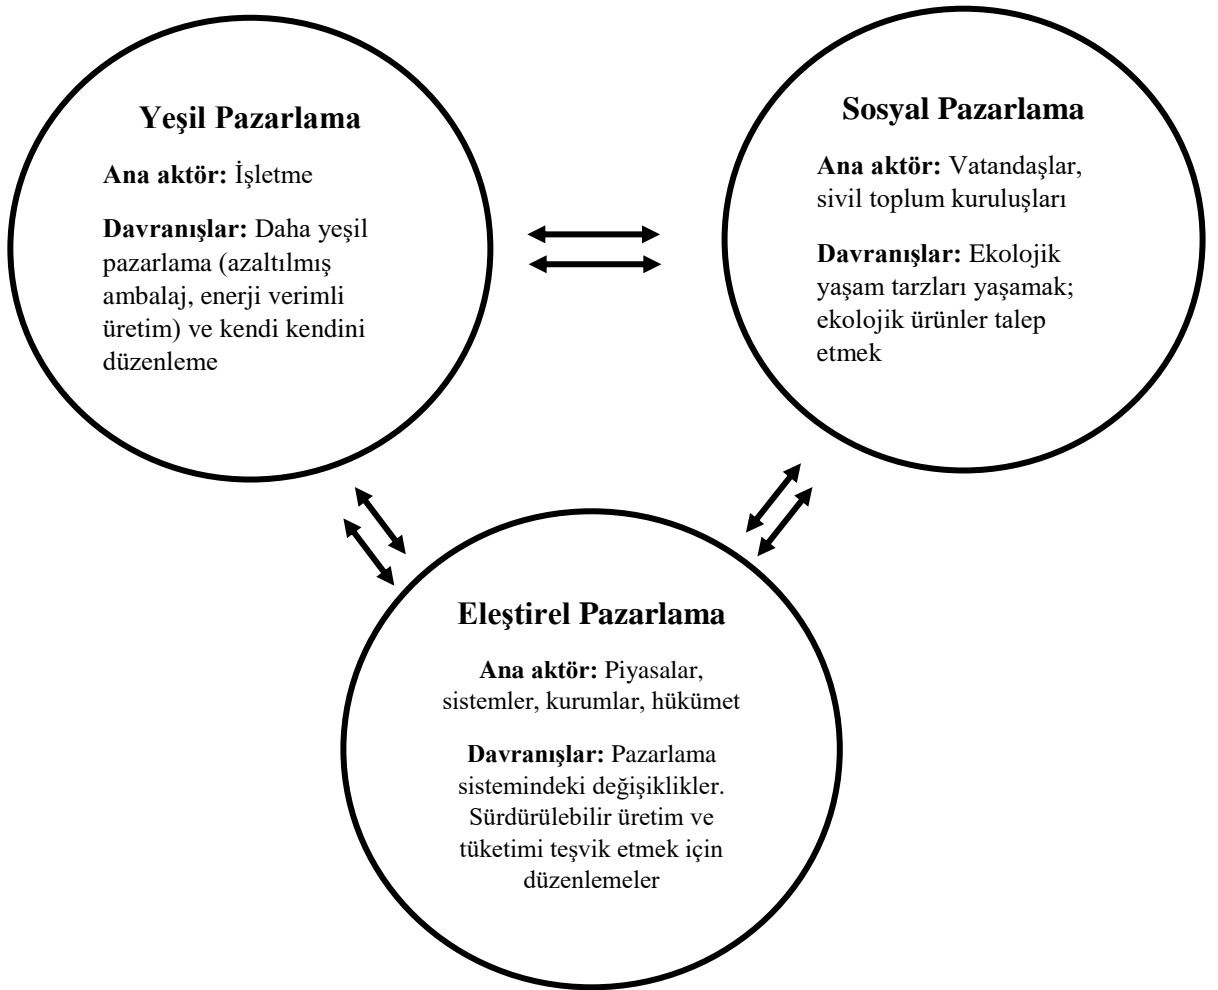 Yeşil Pazarlama
Ana aktör: İşletme
Davranışlar: Daha yeşil
pazarlama (azaltılmış
ambalaj, enerji verimli
üretim) ve kendi kendini
düzenleme
Sosyal Pazarlama
Ana aktör: Vatandaşlar,
sivil toplum kuruluşları
Davranışlar: Ekolojik
yaşam tarzları yaşamak;
ekolojik ürünler talep
etmek
Eleştirel Pazarlama
Ana aktör: Piyasalar,
sistemler, kurumlar, hükümet
Davranışlar: Pazarlama
sistemindeki değişiklikler.
Sürdürülebilir üretim ve
tüketimi teşvik etmek için
düzenlemeler